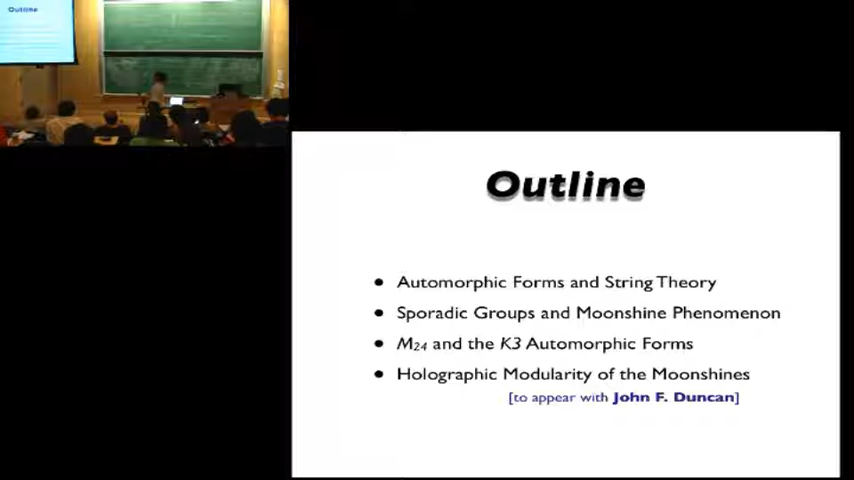 Outline
Outline
• Automorphic Forms and String Theory
• Sporadic Groups and Moonshine Phenomenon
• M24 and the K3 Automorphic Forms
• Holographic Modularity of the Moonshines
[to appear with John F. Duncan]